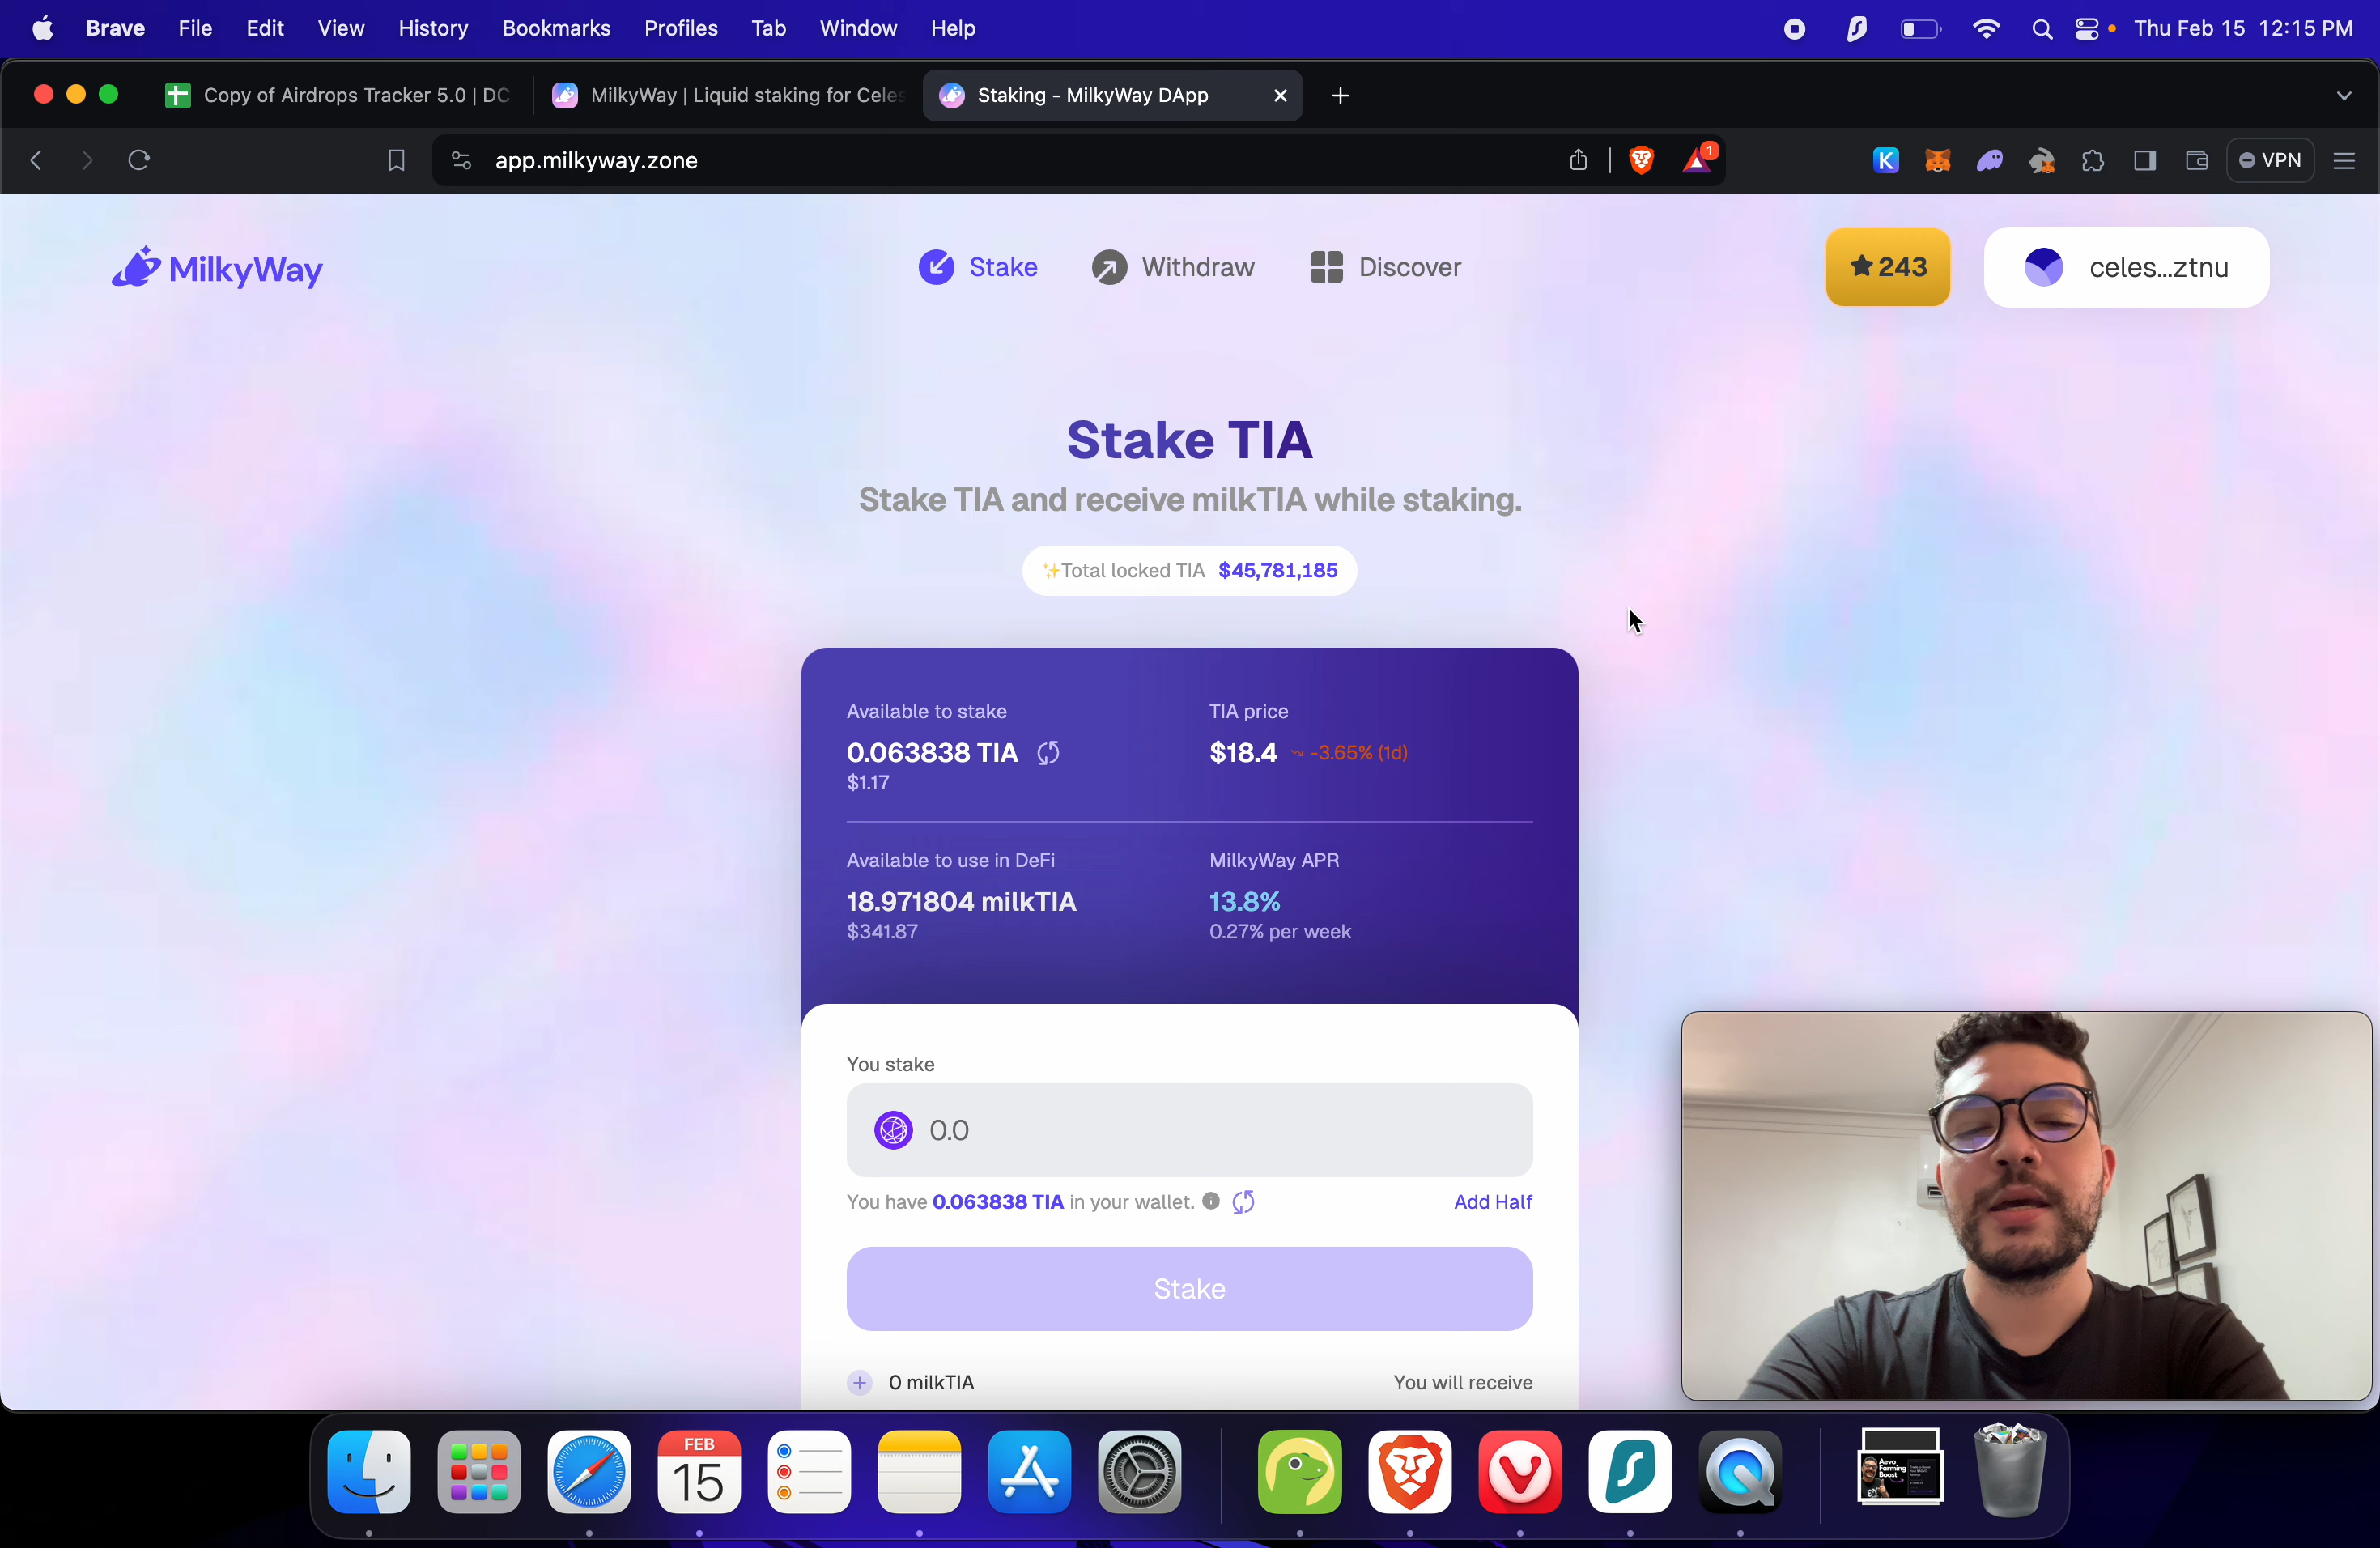 Brave File Edit View History Bookmarks Profiles Tab Window Help Thu Feb 15 12:15 PM
Copy of Airdrops Tracker 5.0 | DC MilkyWay | Liquid staking for Celes Staking - MilkyWay DApp
app.milkyway.zone 1 K VPN
MilkyWay Stake Withdraw Discover 243 celes...ztnu
Stake TIA
Stake TIA and receive milkTIA while staking.
✨Total locked TIA $45,781,185
Available to stake TIA price
0.063838 TIA $18.4 -3.65% (1d)
$1.17
Available to use in DeFi MilkyWay APR
18.971804 milkTIA 13.8%
$341.87 0.27% per week
You stake
0.0
You have 0.063838 TIA in your wallet. Add Half
Stake
0 milkTIA You will receive
FEB
15
Aevo
Farming
Boost